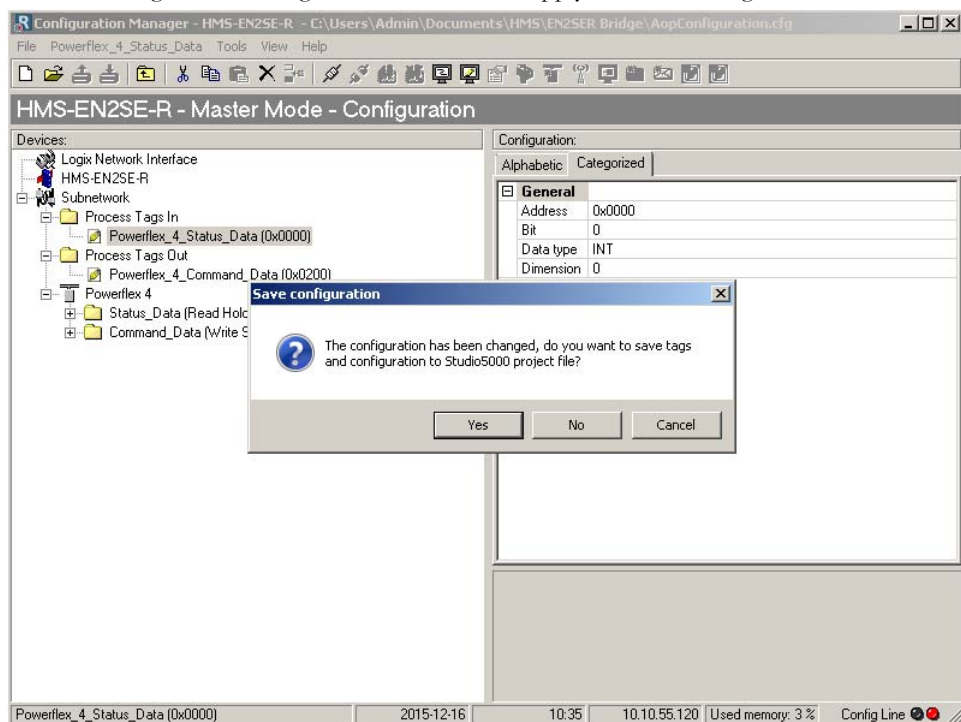 Configuration Manager - HMS-EN2SE-R - C:\Users\Admin\Documents\HMS\EN2SER Bridge\AopConfiguration.cfg
File Powerflex_4_Status_Data Tools View Help
HMS-EN2SE-R - Master Mode - Configuration
Devices:
Logix Network Interface
HMS-EN2SE-R
Subnetwork
Process Tags In
Powerflex_4_Status_Data (0x0000)
Process Tags Out
Powerflex_4_Command_Data (0x0200)
Powerflex 4
Status_Data (Read Hold
Command_Data (Write S
Configuration:
Alphabetic Categorized
General
Address 0x0000
Bit 0
Data type INT
Dimension 0
Save configuration
The configuration has been changed, do you want to save tags
and configuration to Studio5000 project file?
Yes No Cancel
Powerflex_4_Status_Data (0x0000) 2015-12-16 10:35 10.10.55.120 Used memory: 3 % Config Line